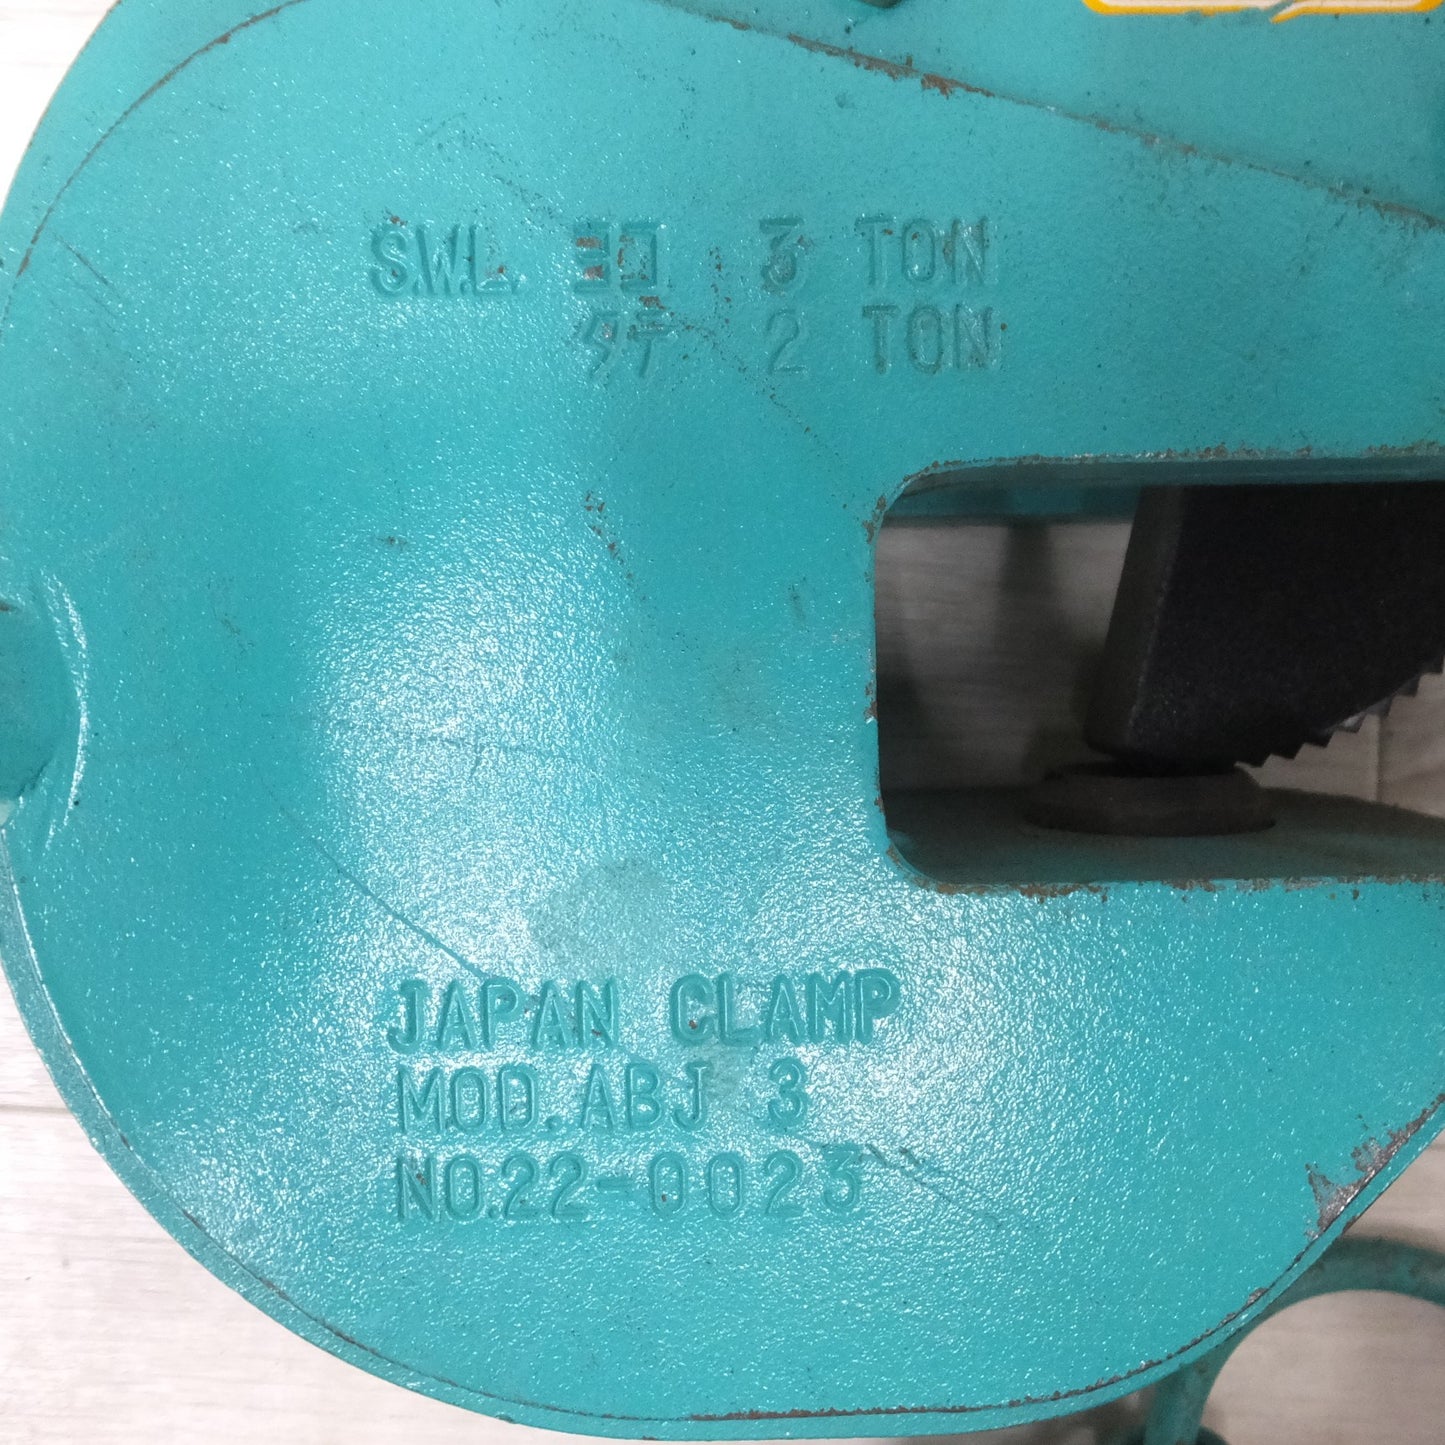 S.W.L. ヨコ 3 TON
タテ 2 TON
JAPAN CLAMP
MOD. ABJ 3
NO.22-0023